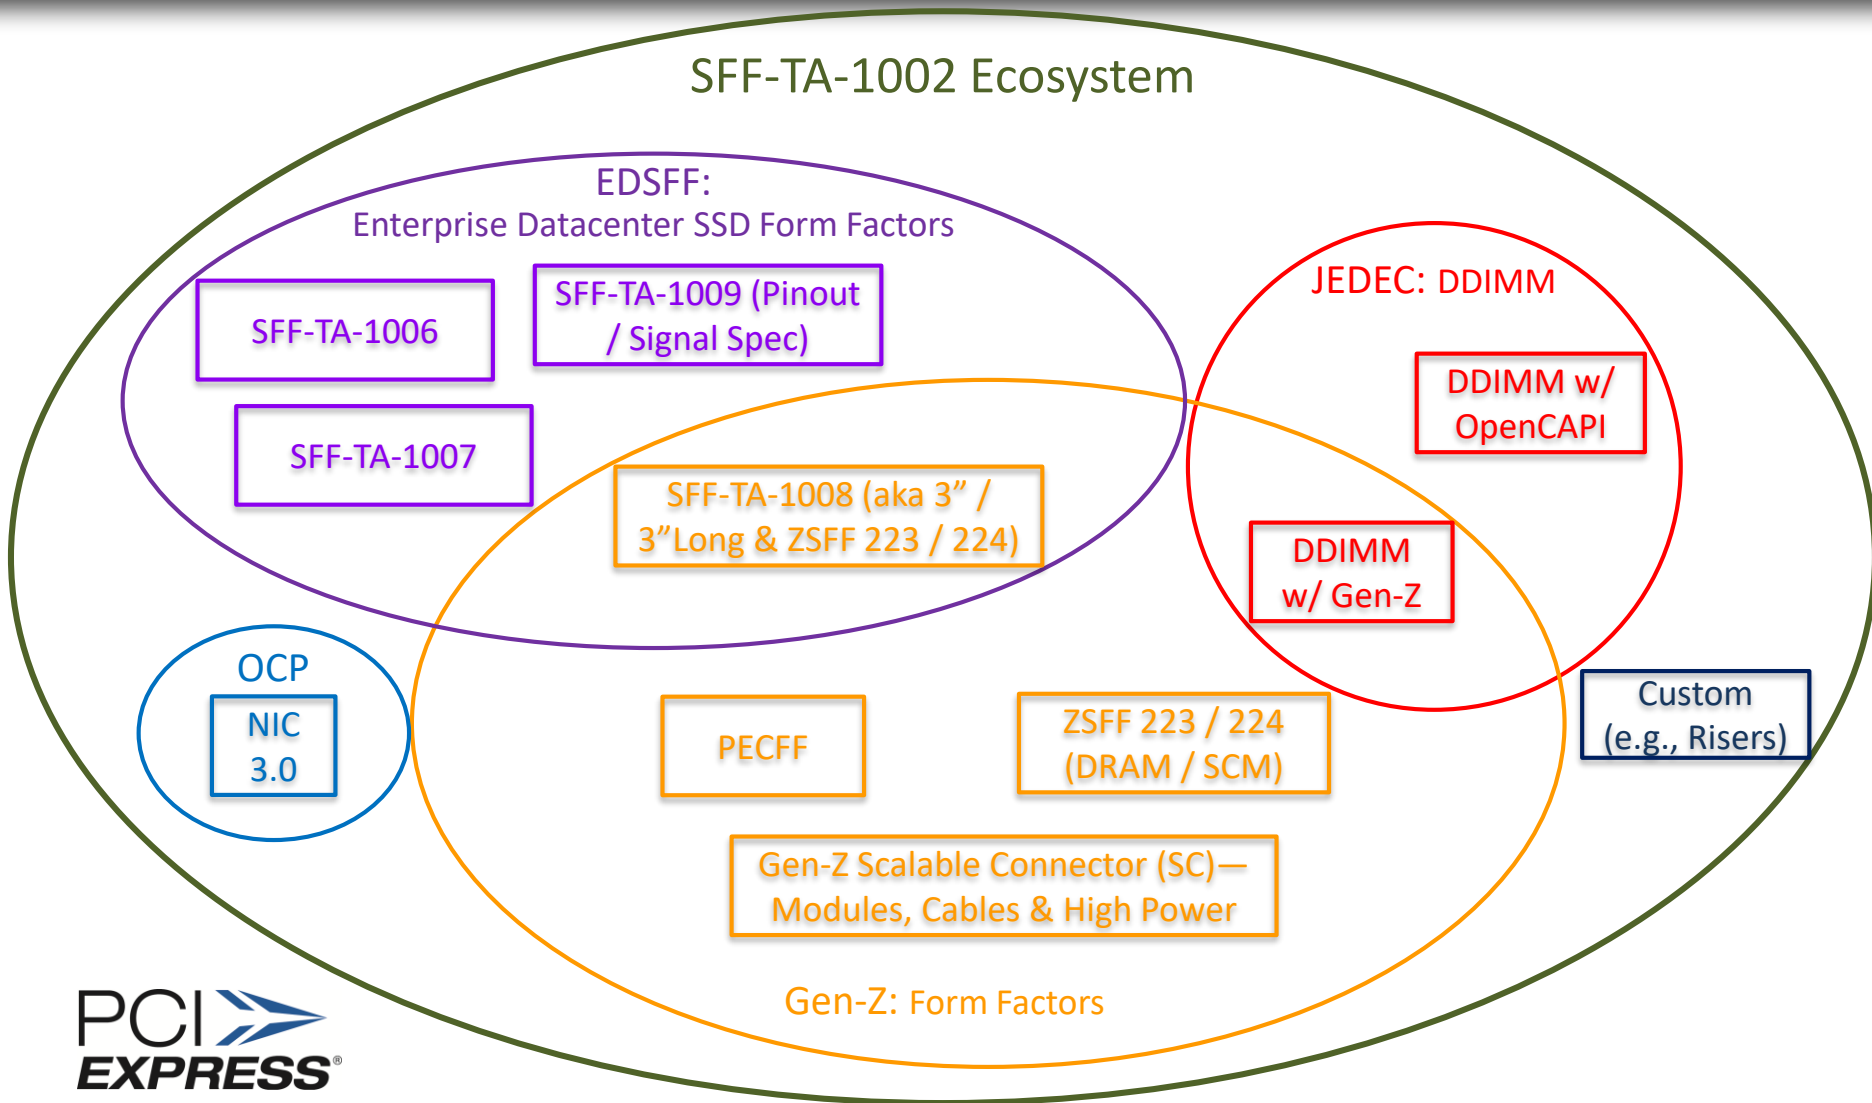 SFF-TA-1002 Ecosystem
EDSFF:
Enterprise Datacenter SSD Form Factors
SFF-TA-1006
SFF-TA-1009 (Pinout
/ Signal Spec)
SFF-TA-1007
SFF-TA-1008 (aka 3” /
3”Long & ZSFF 223 / 224)
JEDEC: DDIMM
DDIMM w/
OpenCAPI
DDIMM
w/ Gen-Z
OCP
NIC
3.0
PECFF
ZSFF 223 / 224
(DRAM / SCM)
Custom
(e.g., Risers)
Gen-Z Scalable Connector (SC)—
Modules, Cables & High Power
Gen-Z: Form Factors
PCI
EXPRESS®